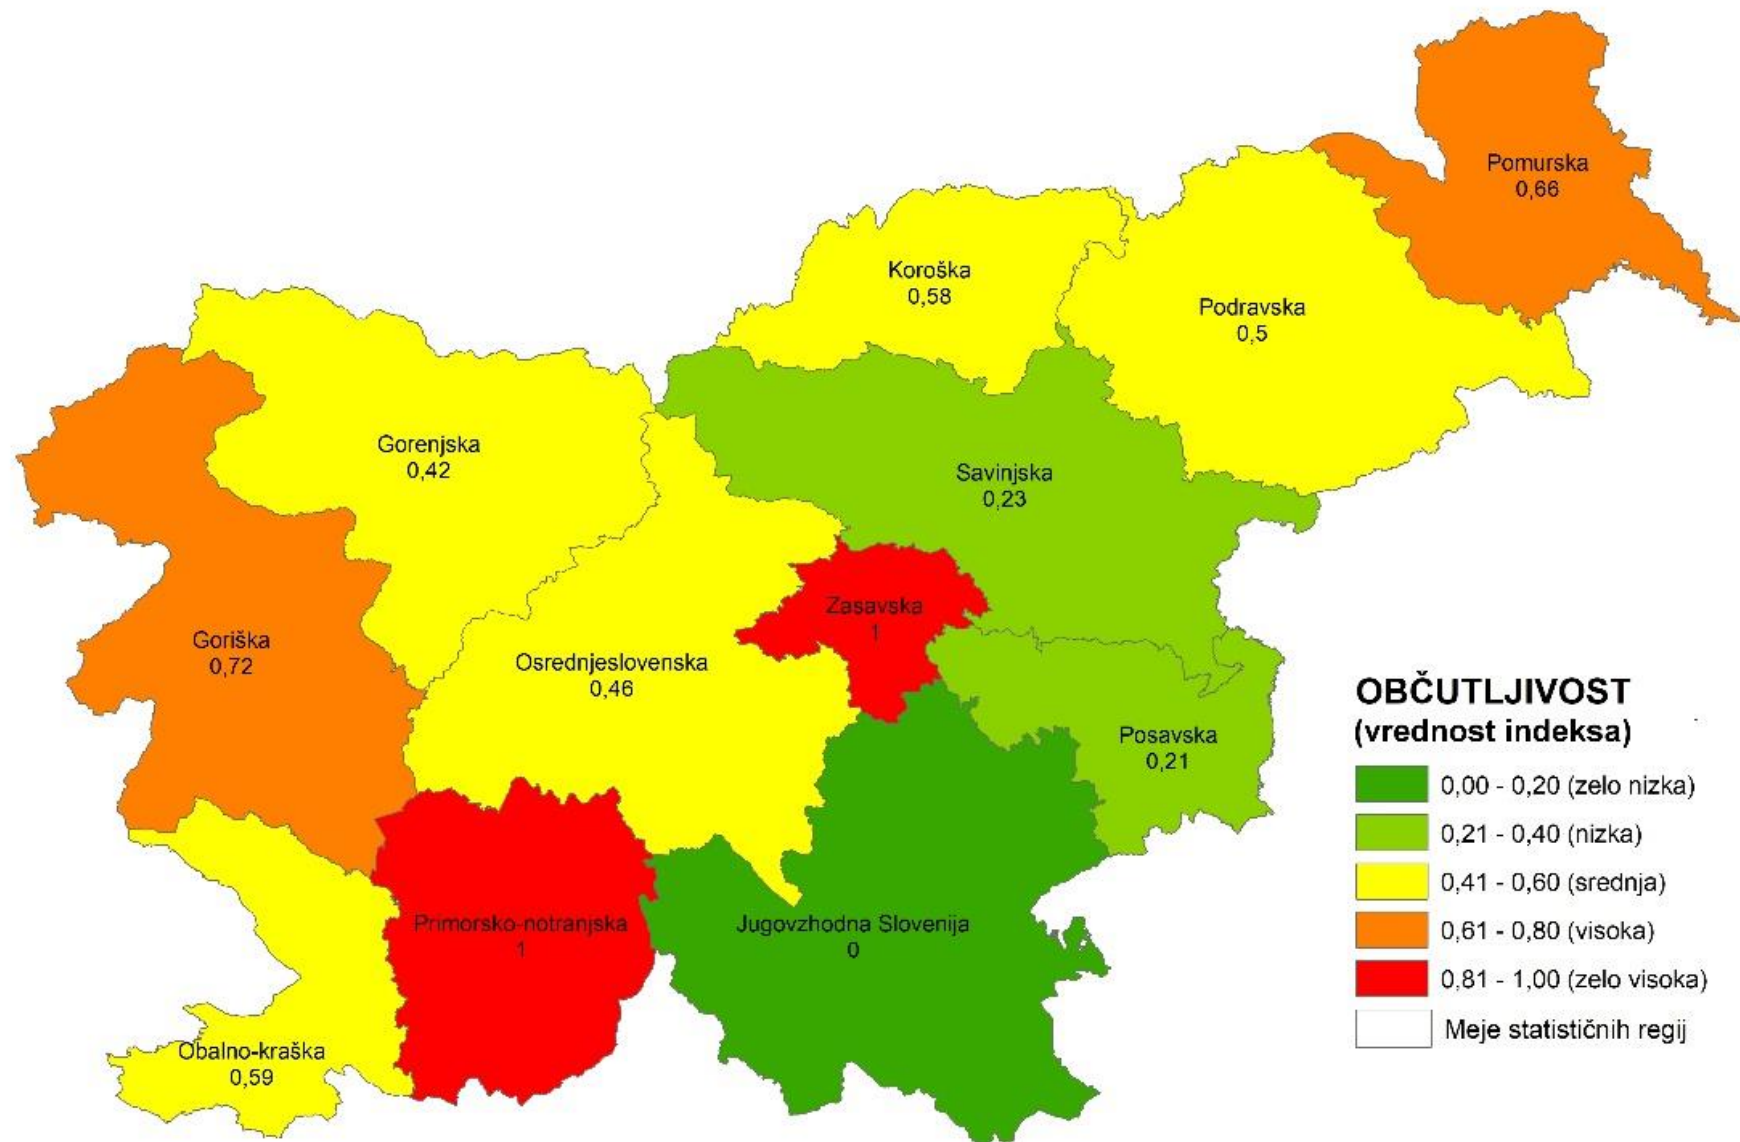 Pomurska
0,66
Koroška
0,58
Podravska
0,5
Gorenjska
0,42
Savinjska
0,23
Zasavska
1
Goriška
0,72
Osrednjeslovenska
0,46
Posavska
0,21
Primorsko-notranjska
1
Jugovzhodna Slovenija
0
Obalno-kraška
0,59
OBČUTLJIVOST
(vrednost indeksa)
0,00 - 0,20 (zelo nizka)
0,21 - 0,40 (nizka)
0,41 - 0,60 (srednja)
0,61 - 0,80 (visoka)
0,81 - 1,00 (zelo visoka)
Meje statističnih regij